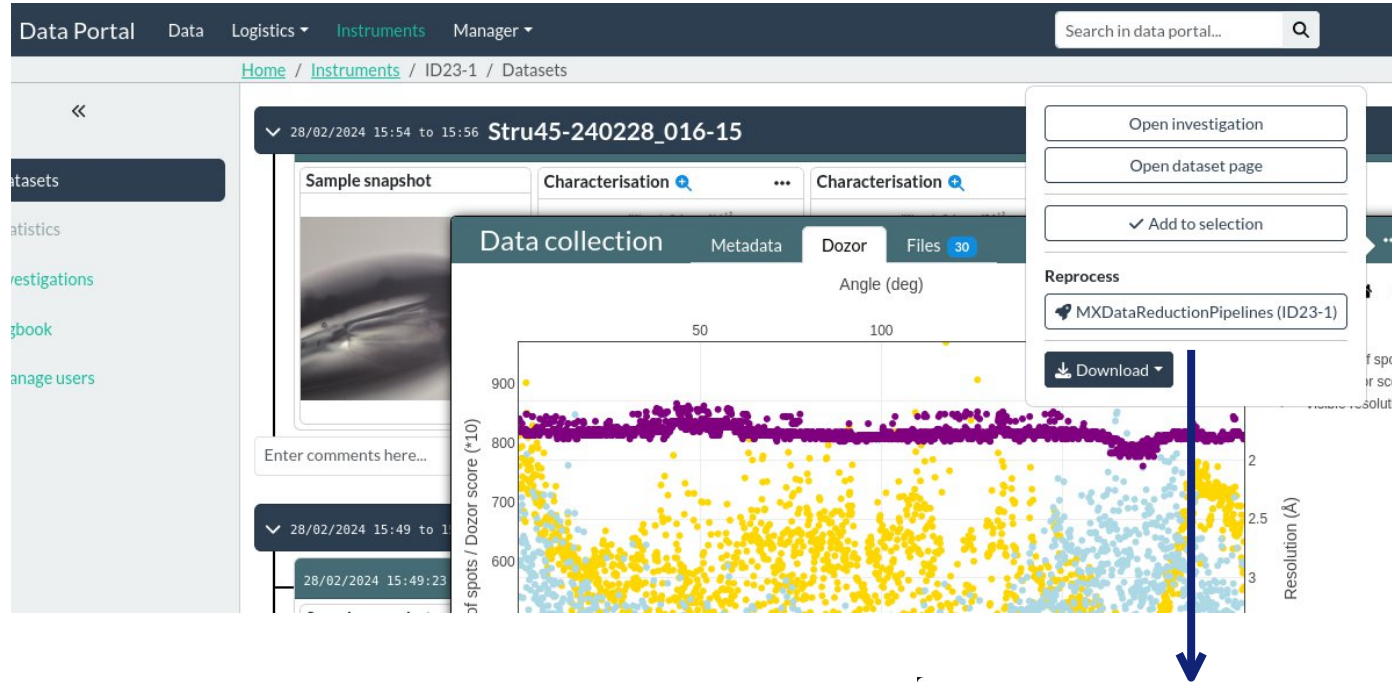 Data Portal Data Logistics Instruments Manager Search in data portal...
Home / Instruments / ID23-1 / Datasets
«
28/02/2024 15:54 to 15:56 Stru45-240228_016-15
Open investigation
Open dataset page
Add to selection
Reprocess
MXDataReductionPipelines (ID23-1)
Download
atasets
atistics
vestigations
gbook
anage users
Sample snapshot Characterisation ••• Characterisation
Data collection Metadata Dozor Files 30
Angle (deg)
50 100
900
800
700
600
of spots / Dozor score (*10)
2
2.5
3
Resolution (Å)
Enter comments here...
28/02/2024 15:49 to 1
28/02/2024 15:49:23